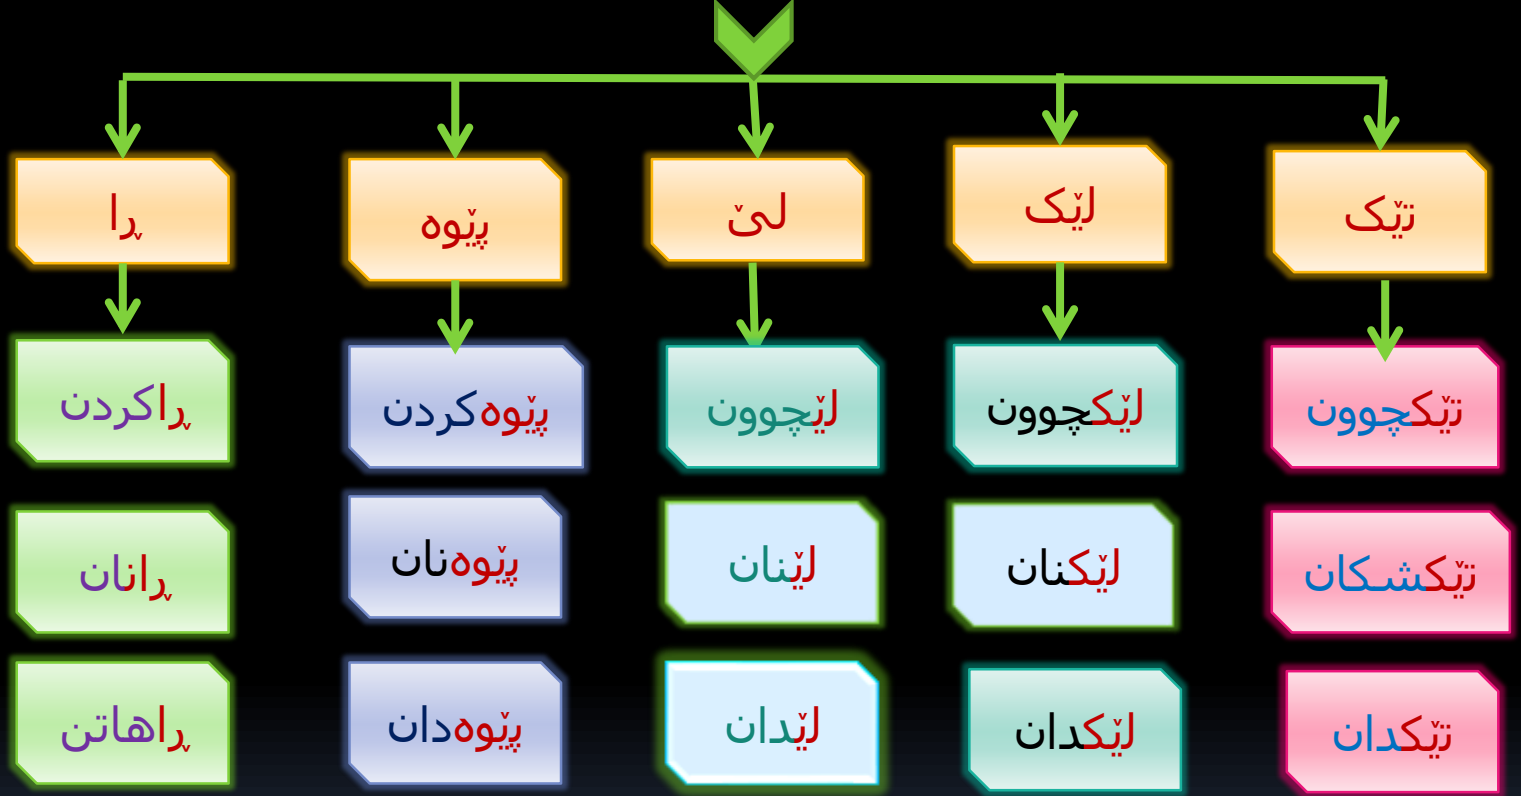 تێک
لێک
لێ
پێوە
ڕا
تێکچوون
لێکچوون
لێچوون
پێوەکردن
ڕاکردن
تێکشـکان
لێکنان
لێنان
پێوەنان
ڕانان
تێکدان
لێکدان
لێدان
پێوەدان
ڕاهاتن